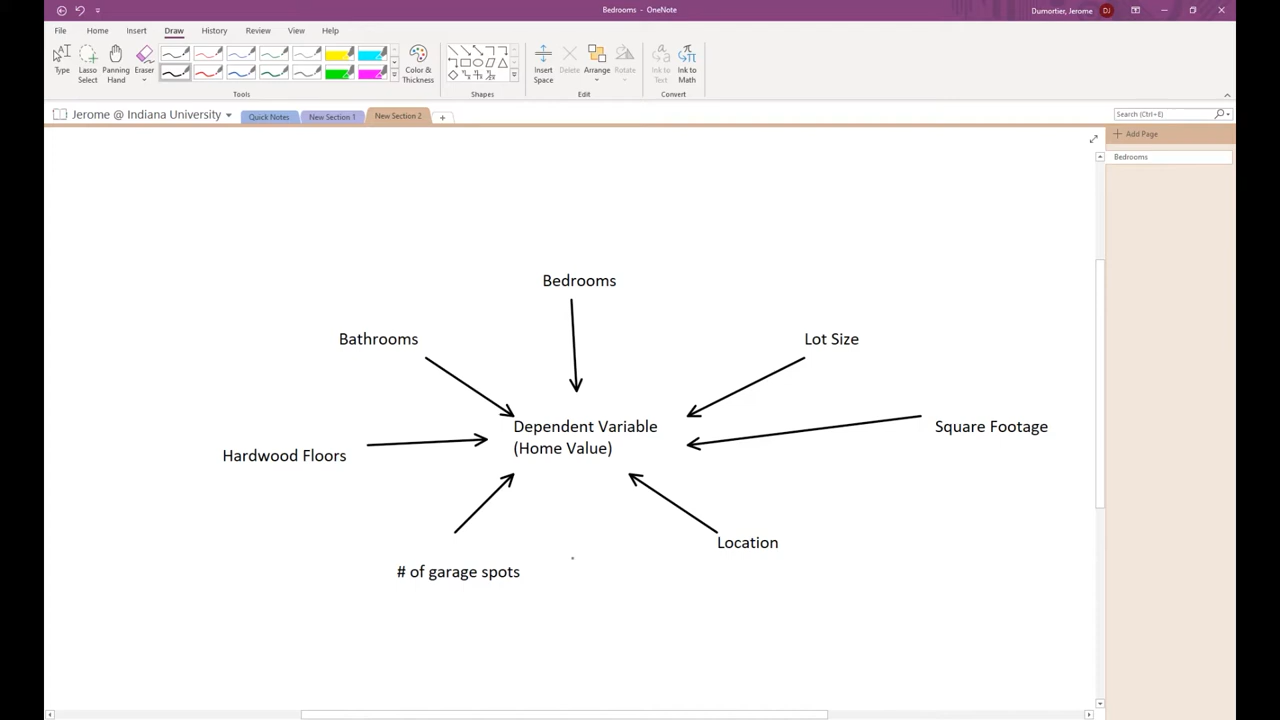 Bedrooms - OneNote
Dumortier, Jerome DJ
File Home Insert Draw History Review View Help
Type
Lasso Select
Panning Hand
Eraser
Color & Thickness
Insert Space
Delete
Arrange
Rotate
Ink to Text
Ink to Math
Tools
Shapes
Edit
Convert
Jerome @ Indiana University
Quick Notes
New Section 1
New Section 2
+
Search (Ctrl+E)
Add Page
Bedrooms
Bedrooms
Bathrooms
Lot Size
Dependent Variable
(Home Value)
Square Footage
Hardwood Floors
Location
# of garage spots